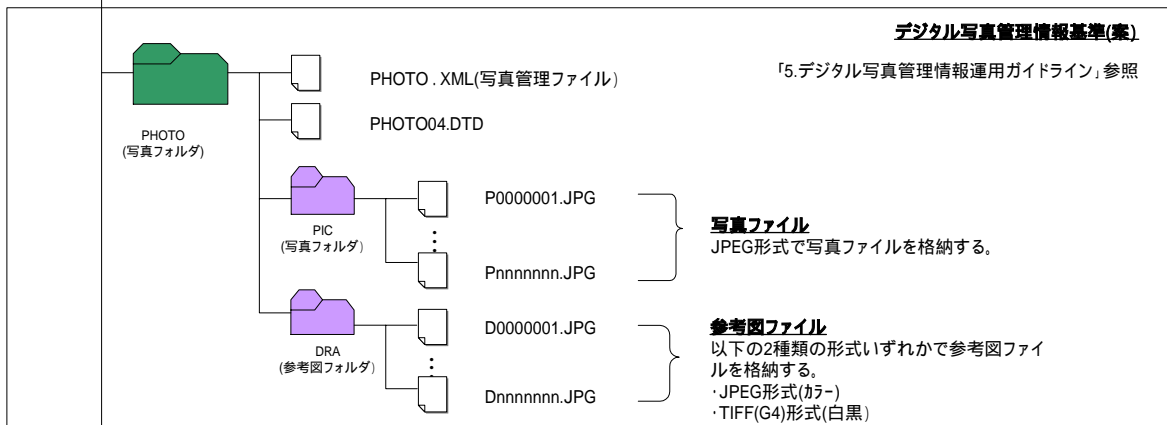 デジタル写真管理情報基準(案)
「5.デジタル写真管理情報運用ガイドライン」参照
PHOTO
(写真フォルダ)
PHOTO . XML(写真管理ファイル)
PHOTO04.DTD
PIC
(写真フォルダ)
P0000001.JPG
Pnnnnnnn.JPG
写真ファイル
JPEG形式で写真ファイルを格納する。
DRA
(参考図フォルダ)
D0000001.JPG
Dnnnnnnn.JPG
参考図ファイル
以下の2種類の形式いずれかで参考図ファイ
ルを格納する。
・JPEG形式(カラー)
・TIFF(G4)形式(白黒)